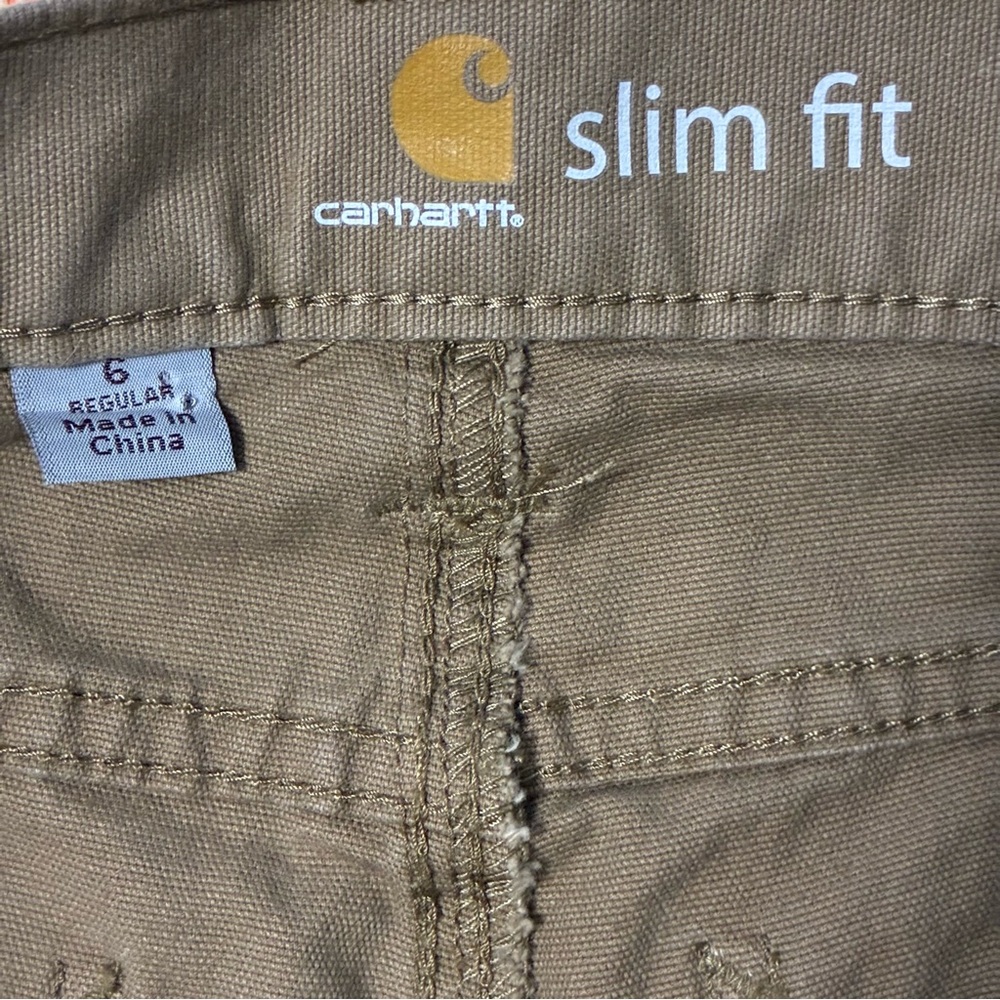 slim fit
carhartt®
6
REGULAR
Made in
China